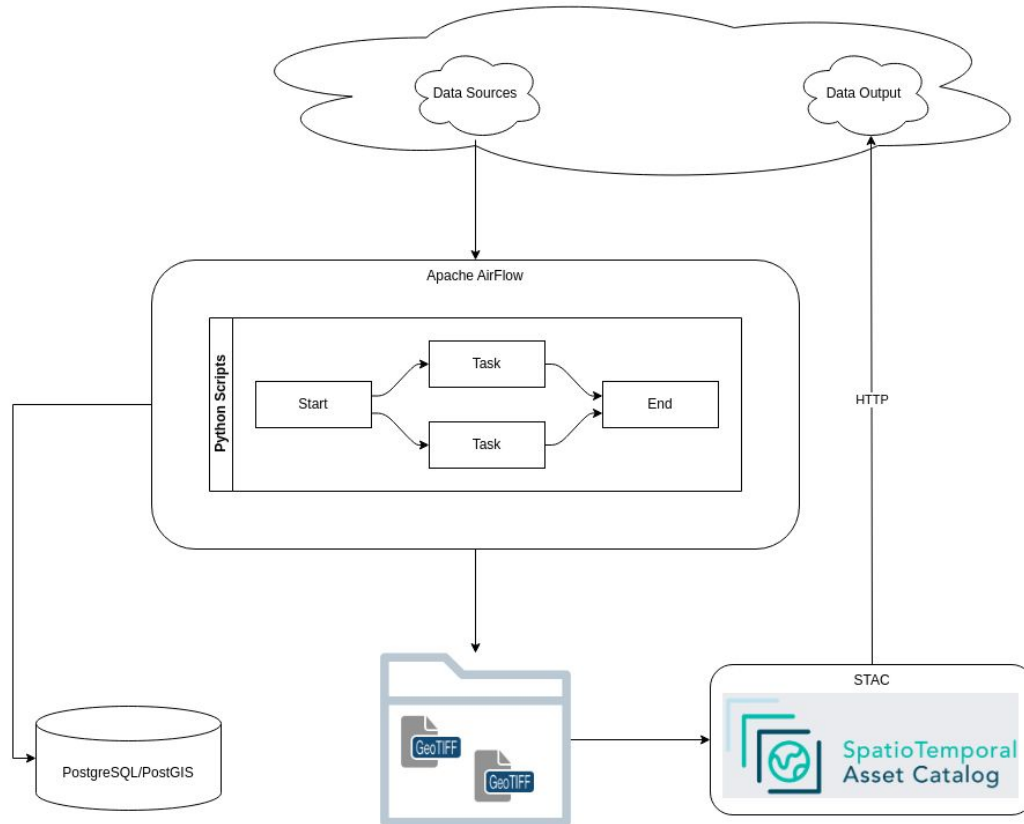 Data Sources
Data Output
Apache AirFlow
Python Scripts
Start
Task
Task
End
HTTP
PostgreSQL/PostGIS
GeoTIFF
GeoTIFF
STAC
SpatioTemporal
Asset Catalog